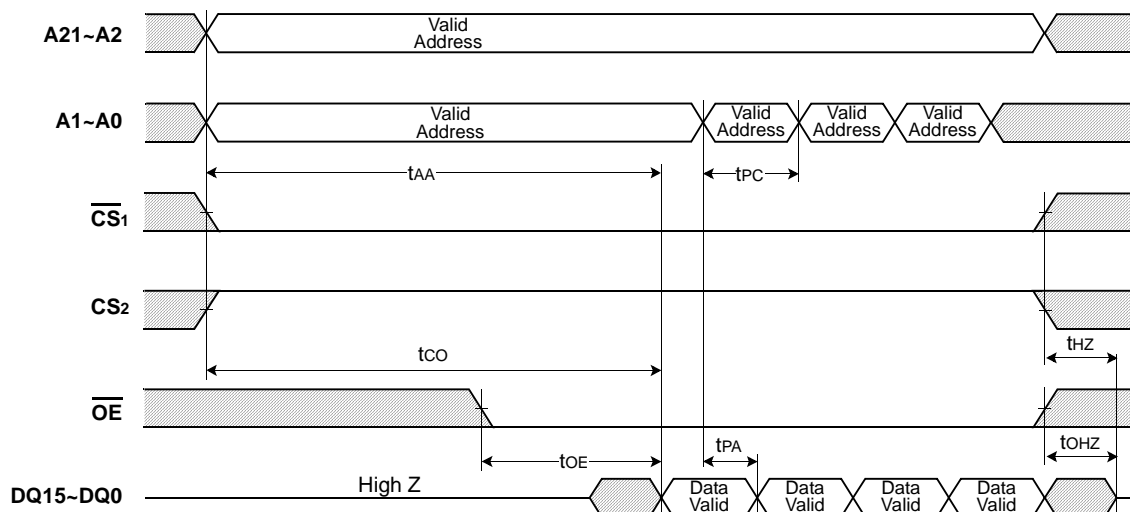 A21~A2
Valid
Address
A1~A0
Valid
Address
Valid
Address
Valid
Address
Valid
Address
tAA
tPC
CS1
CS2
tCO
tHZ
OE
tOE
tPA
tOHZ
DQ15~DQ0
High Z
Data
Valid
Data
Valid
Data
Valid
Data
Valid